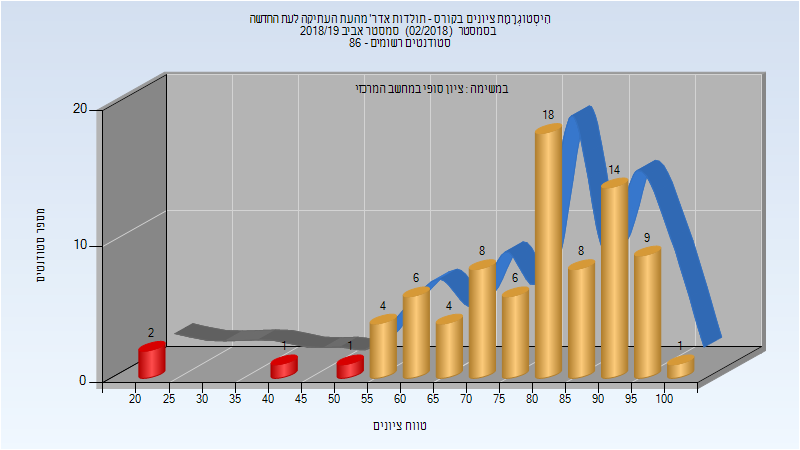 היסטוגרמת ציונים בקורס - תולדות אדר' מהעת העתיקה לעת החדשה
בסמסטר (02/2018) סמסטר אביב 2018/19
סטודנטים רשומים - 86
במשימה : ציון סופי במחשב המרכזי
מספר סטודנטים
20
10
0
2
1
1
4
6
4
8
6
18
8
14
9
1
20 25 30 35 40 45 50 55 60 65 70 75 80 85 90 95 100
טווח ציונים